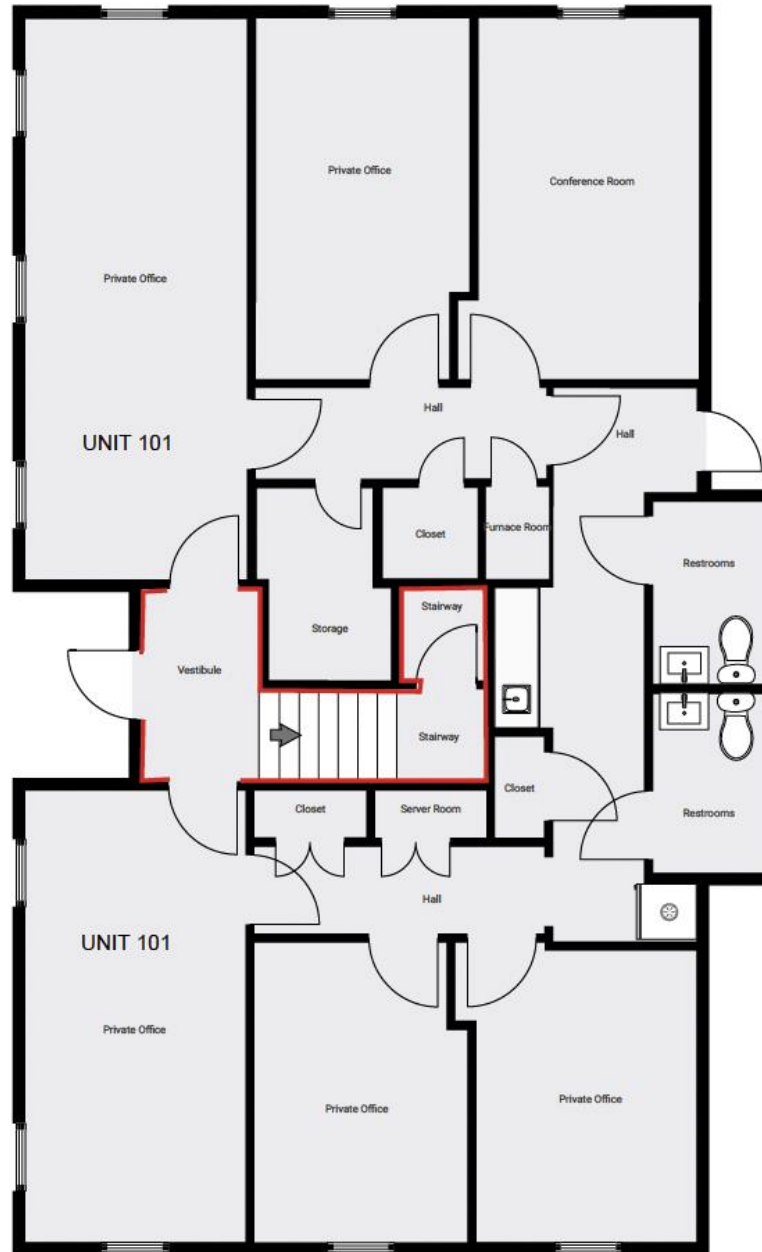 Private Office
Conference Room
Private Office
UNIT 101
Hall
Hall
Closet
Furnace Room
Restrooms
Stairway
Storage
Vestibule
Stairway
Closet
Closet
Server Room
Restrooms
Hall
UNIT 101
Private Office
Private Office
Private Office